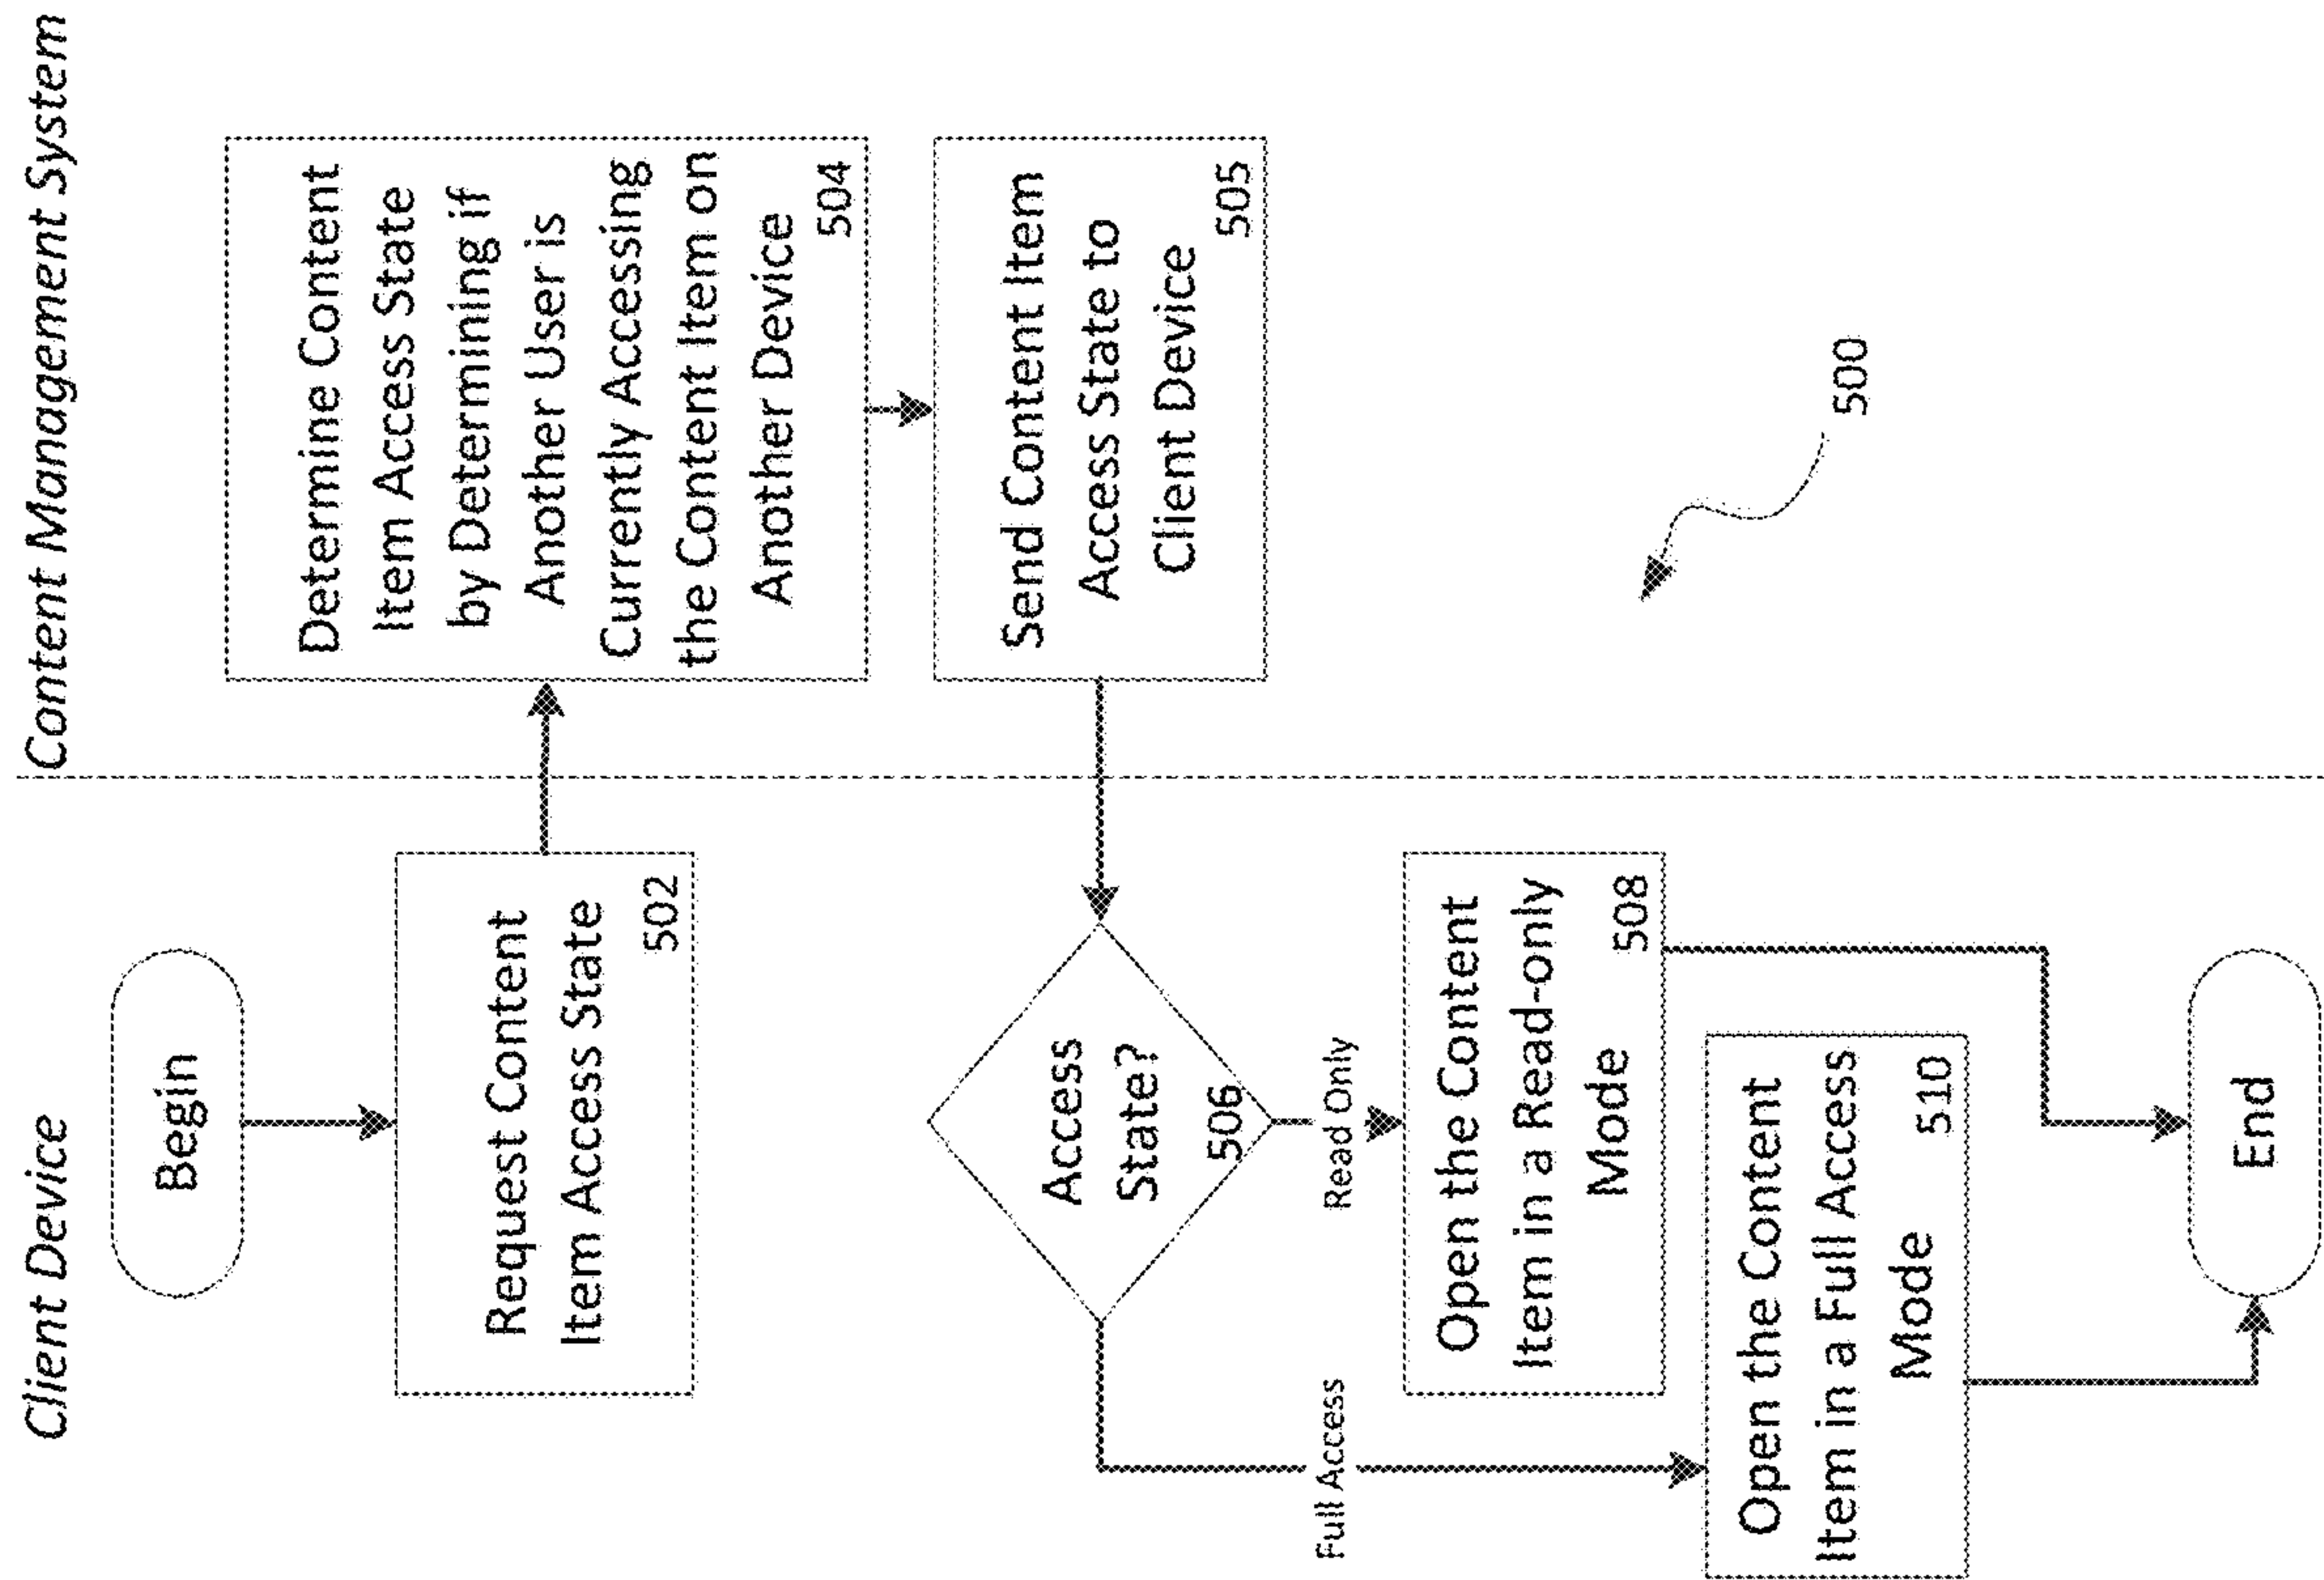 Client Device
Content Management System
Begin
Request Content
Item Access State
502
Determine Content
Item Access State
by Determining if
Another User is
Currently Accessing
the Content Item on
Another Device
504
Send Content Item
Access State to
Client Device
505
Access
State?
506
Full Access
Read Only
Open the Content
Item in a Read-only
Mode
508
Open the Content
Item in a Full Access
Mode
510
End
500